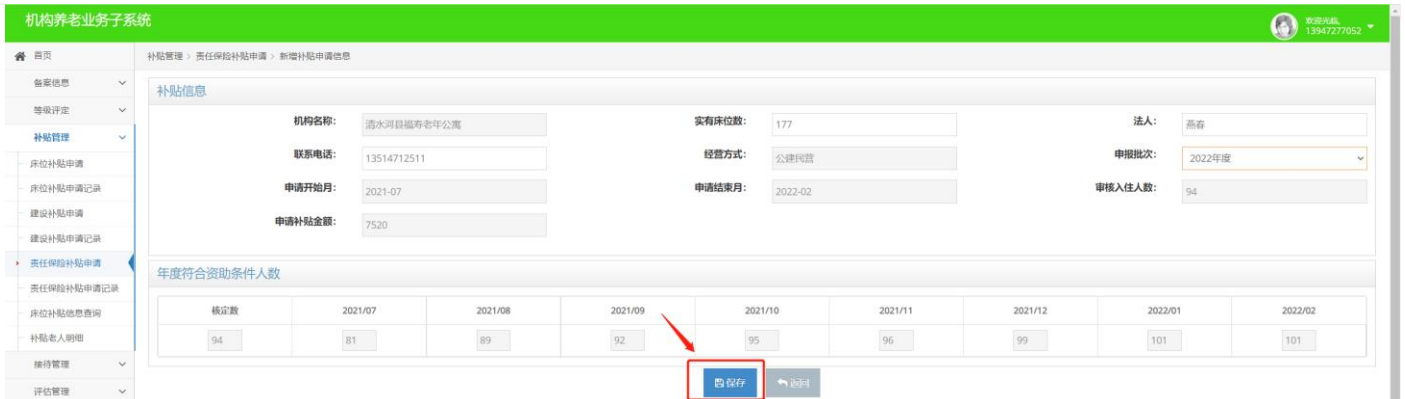 机构养老业务子系统
欢迎光临,
13947277052
首页
补贴管理 > 责任保险补贴申请 > 新增补贴申请信息
备案信息
等级评定
补贴管理
床位补贴申请
床位补贴申请记录
建设补贴申请
建设补贴申请记录
责任保险补贴申请
责任保险补贴申请记录
床位补贴信息查询
补贴老人明细
接待管理
评估管理
补贴信息
机构名称: 清水河县福寿老年公寓 实有床位数: 177 法人: 燕春
联系电话: 13514712511 经营方式: 公建民营 申报批次: 2022年度
申请开始月: 2021-07 申请结束月: 2022-02 审核入住人数: 94
申请补贴金额: 7520
年度符合资助条件人数
核定数 2021/07 2021/08 2021/09 2021/10 2021/11 2021/12 2022/01 2022/02
94 81 89 92 95 96 99 101 101
保存 返回